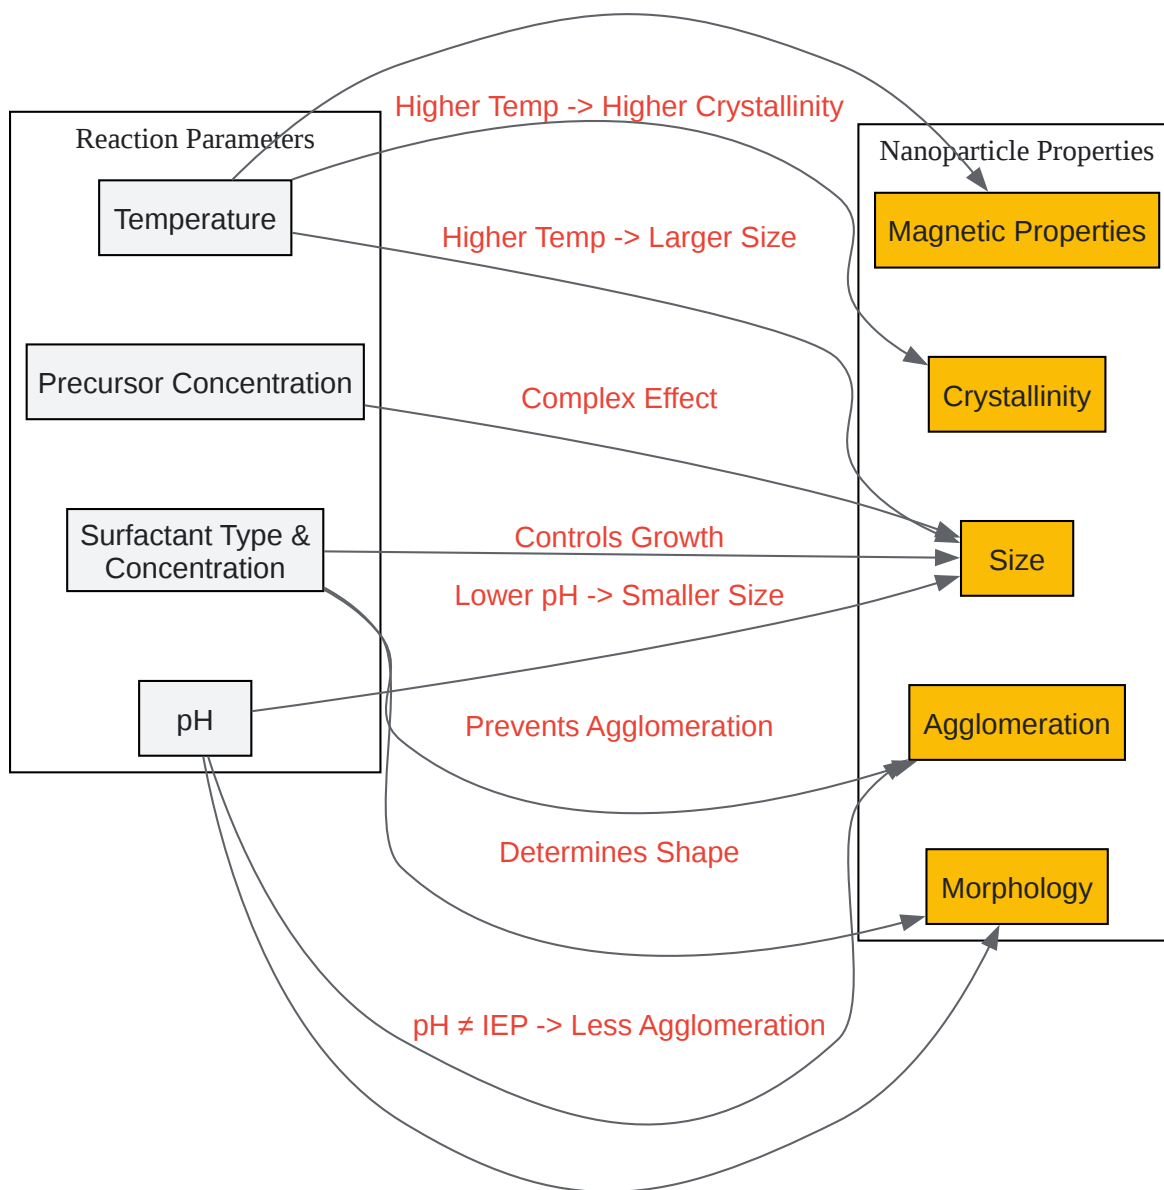 Reaction Parameters
Temperature
Precursor Concentration
Surfactant Type &
Concentration
pH
Higher Temp -> Higher Crystallinity
Higher Temp -> Larger Size
Complex Effect
Controls Growth
Lower pH -> Smaller Size
Prevents Agglomeration
Determines Shape
pH ≠ IEP -> Less Agglomeration
Nanoparticle Properties
Magnetic Properties
Crystallinity
Size
Agglomeration
Morphology